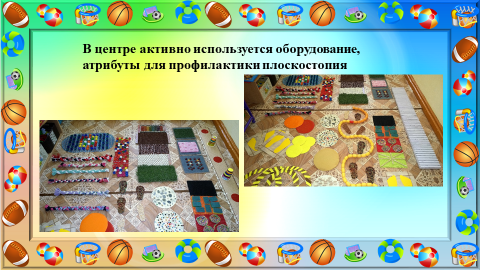 В центре активно используется оборудование,
атрибуты для профилактики плоскостопия